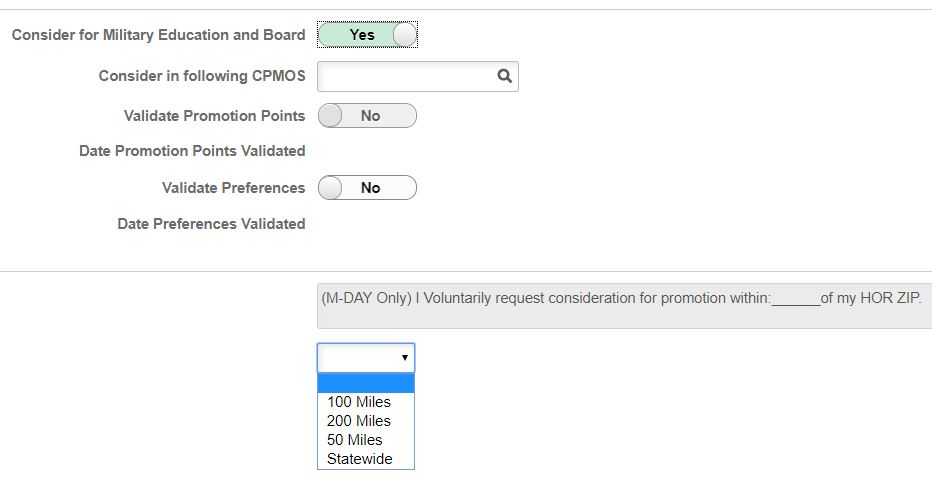 Consider for Military Education and Board Yes
Consider in following CPMOS
Validate Promotion Points No
Date Promotion Points Validated
Validate Preferences No
Date Preferences Validated
(M-DAY Only) I Voluntarily request consideration for promotion within:______of my HOR ZIP.
100 Miles
200 Miles
50 Miles
Statewide